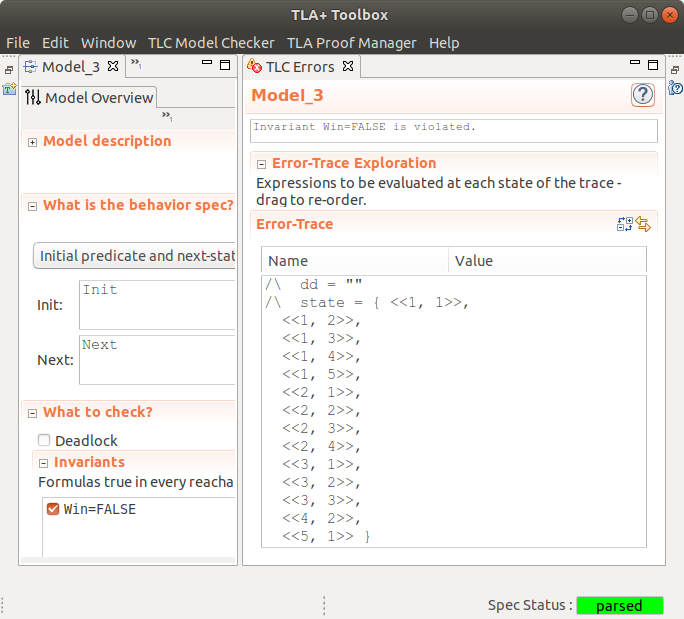 TLA+ Toolbox
File Edit Window TLC Model Checker TLA Proof Manager Help
Model_3
»1
Model Overview
»1
Model description
What is the behavior spec?
Initial predicate and next-stat
Init:
Init
Next:
Next
What to check?
Deadlock
Invariants
Formulas true in every reacha
Win=FALSE
TLC Errors
Model_3
Invariant Win=FALSE is violated.
Error-Trace Exploration
Expressions to be evaluated at each state of the trace -
drag to re-order.
Error-Trace
Name Value
/\ dd = ""
/\ state = { <<1, 1>>,
<<1, 2>>,
<<1, 3>>,
<<1, 4>>,
<<1, 5>>,
<<2, 1>>,
<<2, 2>>,
<<2, 3>>,
<<2, 4>>,
<<3, 1>>,
<<3, 2>>,
<<3, 3>>,
<<4, 2>>,
<<5, 1>> }
Spec Status : parsed